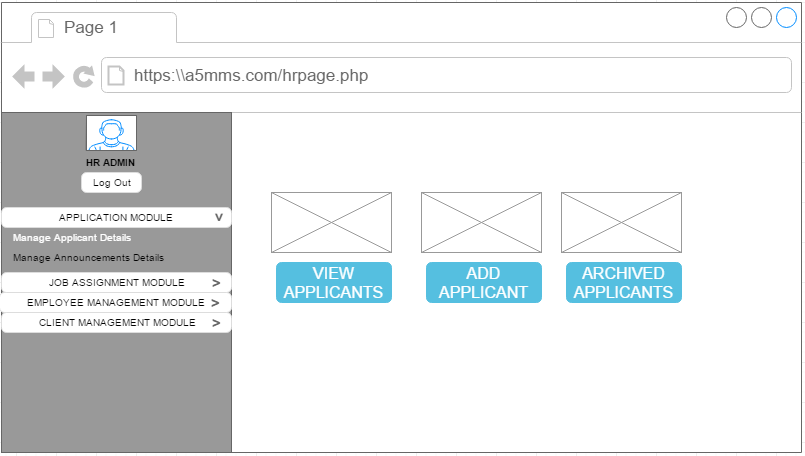 Page 1
https:\\a5mms.com/hrpage.php
HR ADMIN
Log Out
APPLICATION MODULE
Manage Applicant Details
Manage Announcements Details
JOB ASSIGNMENT MODULE
EMPLOYEE MANAGEMENT MODULE
CLIENT MANAGEMENT MODULE
VIEW
APPLICANTS
ADD
APPLICANT
ARCHIVED
APPLICANTS